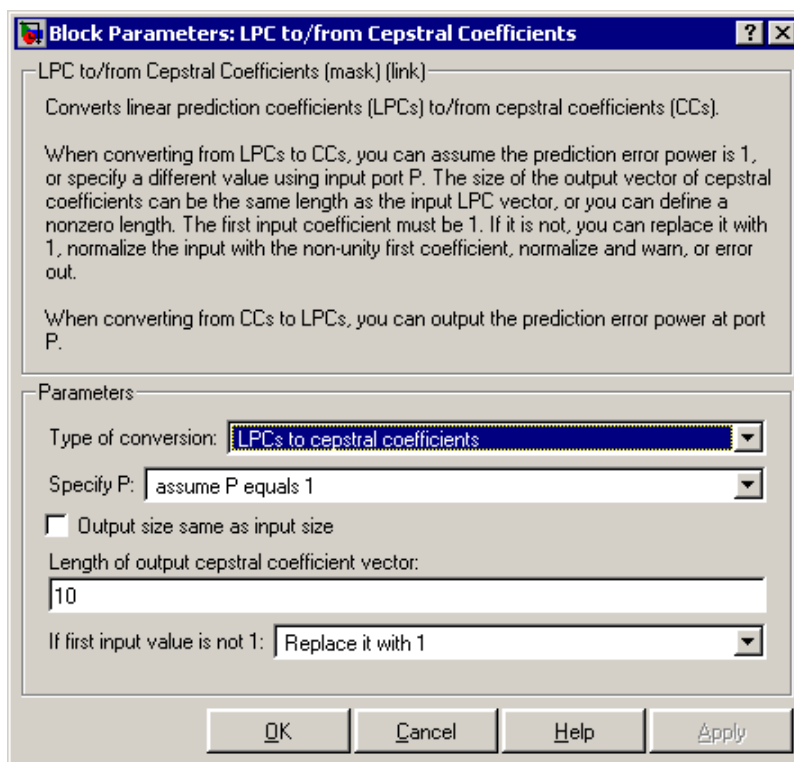 Block Parameters: LPC to/from Cepstral Coefficients
LPC to/from Cepstral Coefficients (mask) (link)
Converts linear prediction coefficients (LPCs) to/from cepstral coefficients (CCs).
When converting from LPCs to CCs, you can assume the prediction error power is 1,
or specify a different value using input port P. The size of the output vector of cepstral
coefficients can be the same length as the input LPC vector, or you can define a
nonzero length. The first input coefficient must be 1. If it is not, you can replace it with
1, normalize the input with the non-unity first coefficient, normalize and warn, or error
out.
When converting from CCs to LPCs, you can output the prediction error power at port
P.
Parameters
Type of conversion: LPCs to cepstral coefficients
Specify P: assume P equals 1
Output size same as input size
Length of output cepstral coefficient vector:
10
If first input value is not 1: Replace it with 1
OK Cancel Help Apply